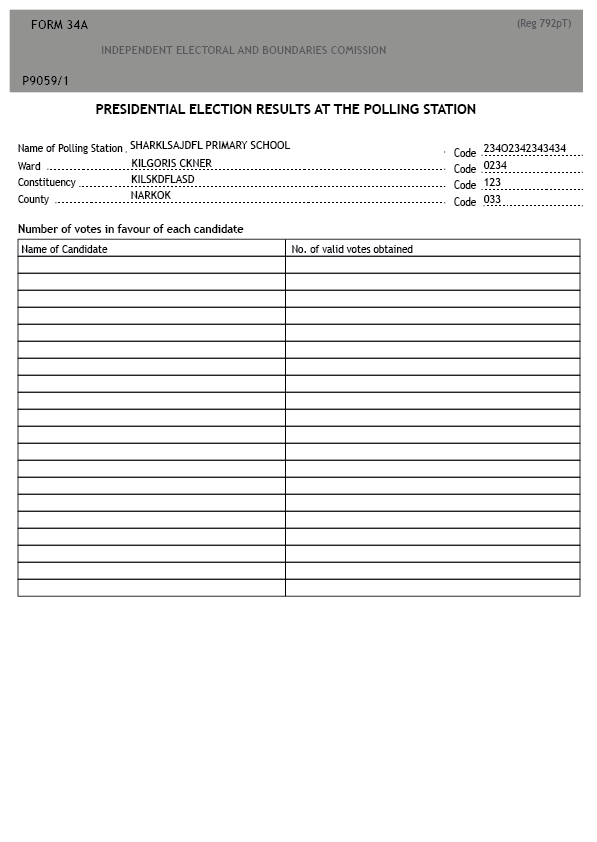 FORM 34A
(Reg 792pT)
INDEPENDENT ELECTORAL AND BOUNDARIES COMISSION
P9059/1
PRESIDENTIAL ELECTION RESULTS AT THE POLLING STATION
Name of Polling Station SHARKLSAJDFL PRIMARY SCHOOL Code 234O2342343434
Ward KILGORIS CKNER Code 0234
Constituency KILSKDFLASD Code 123
County NARKOK Code 033
Number of votes in favour of each candidate
Name of Candidate No. of valid votes obtained